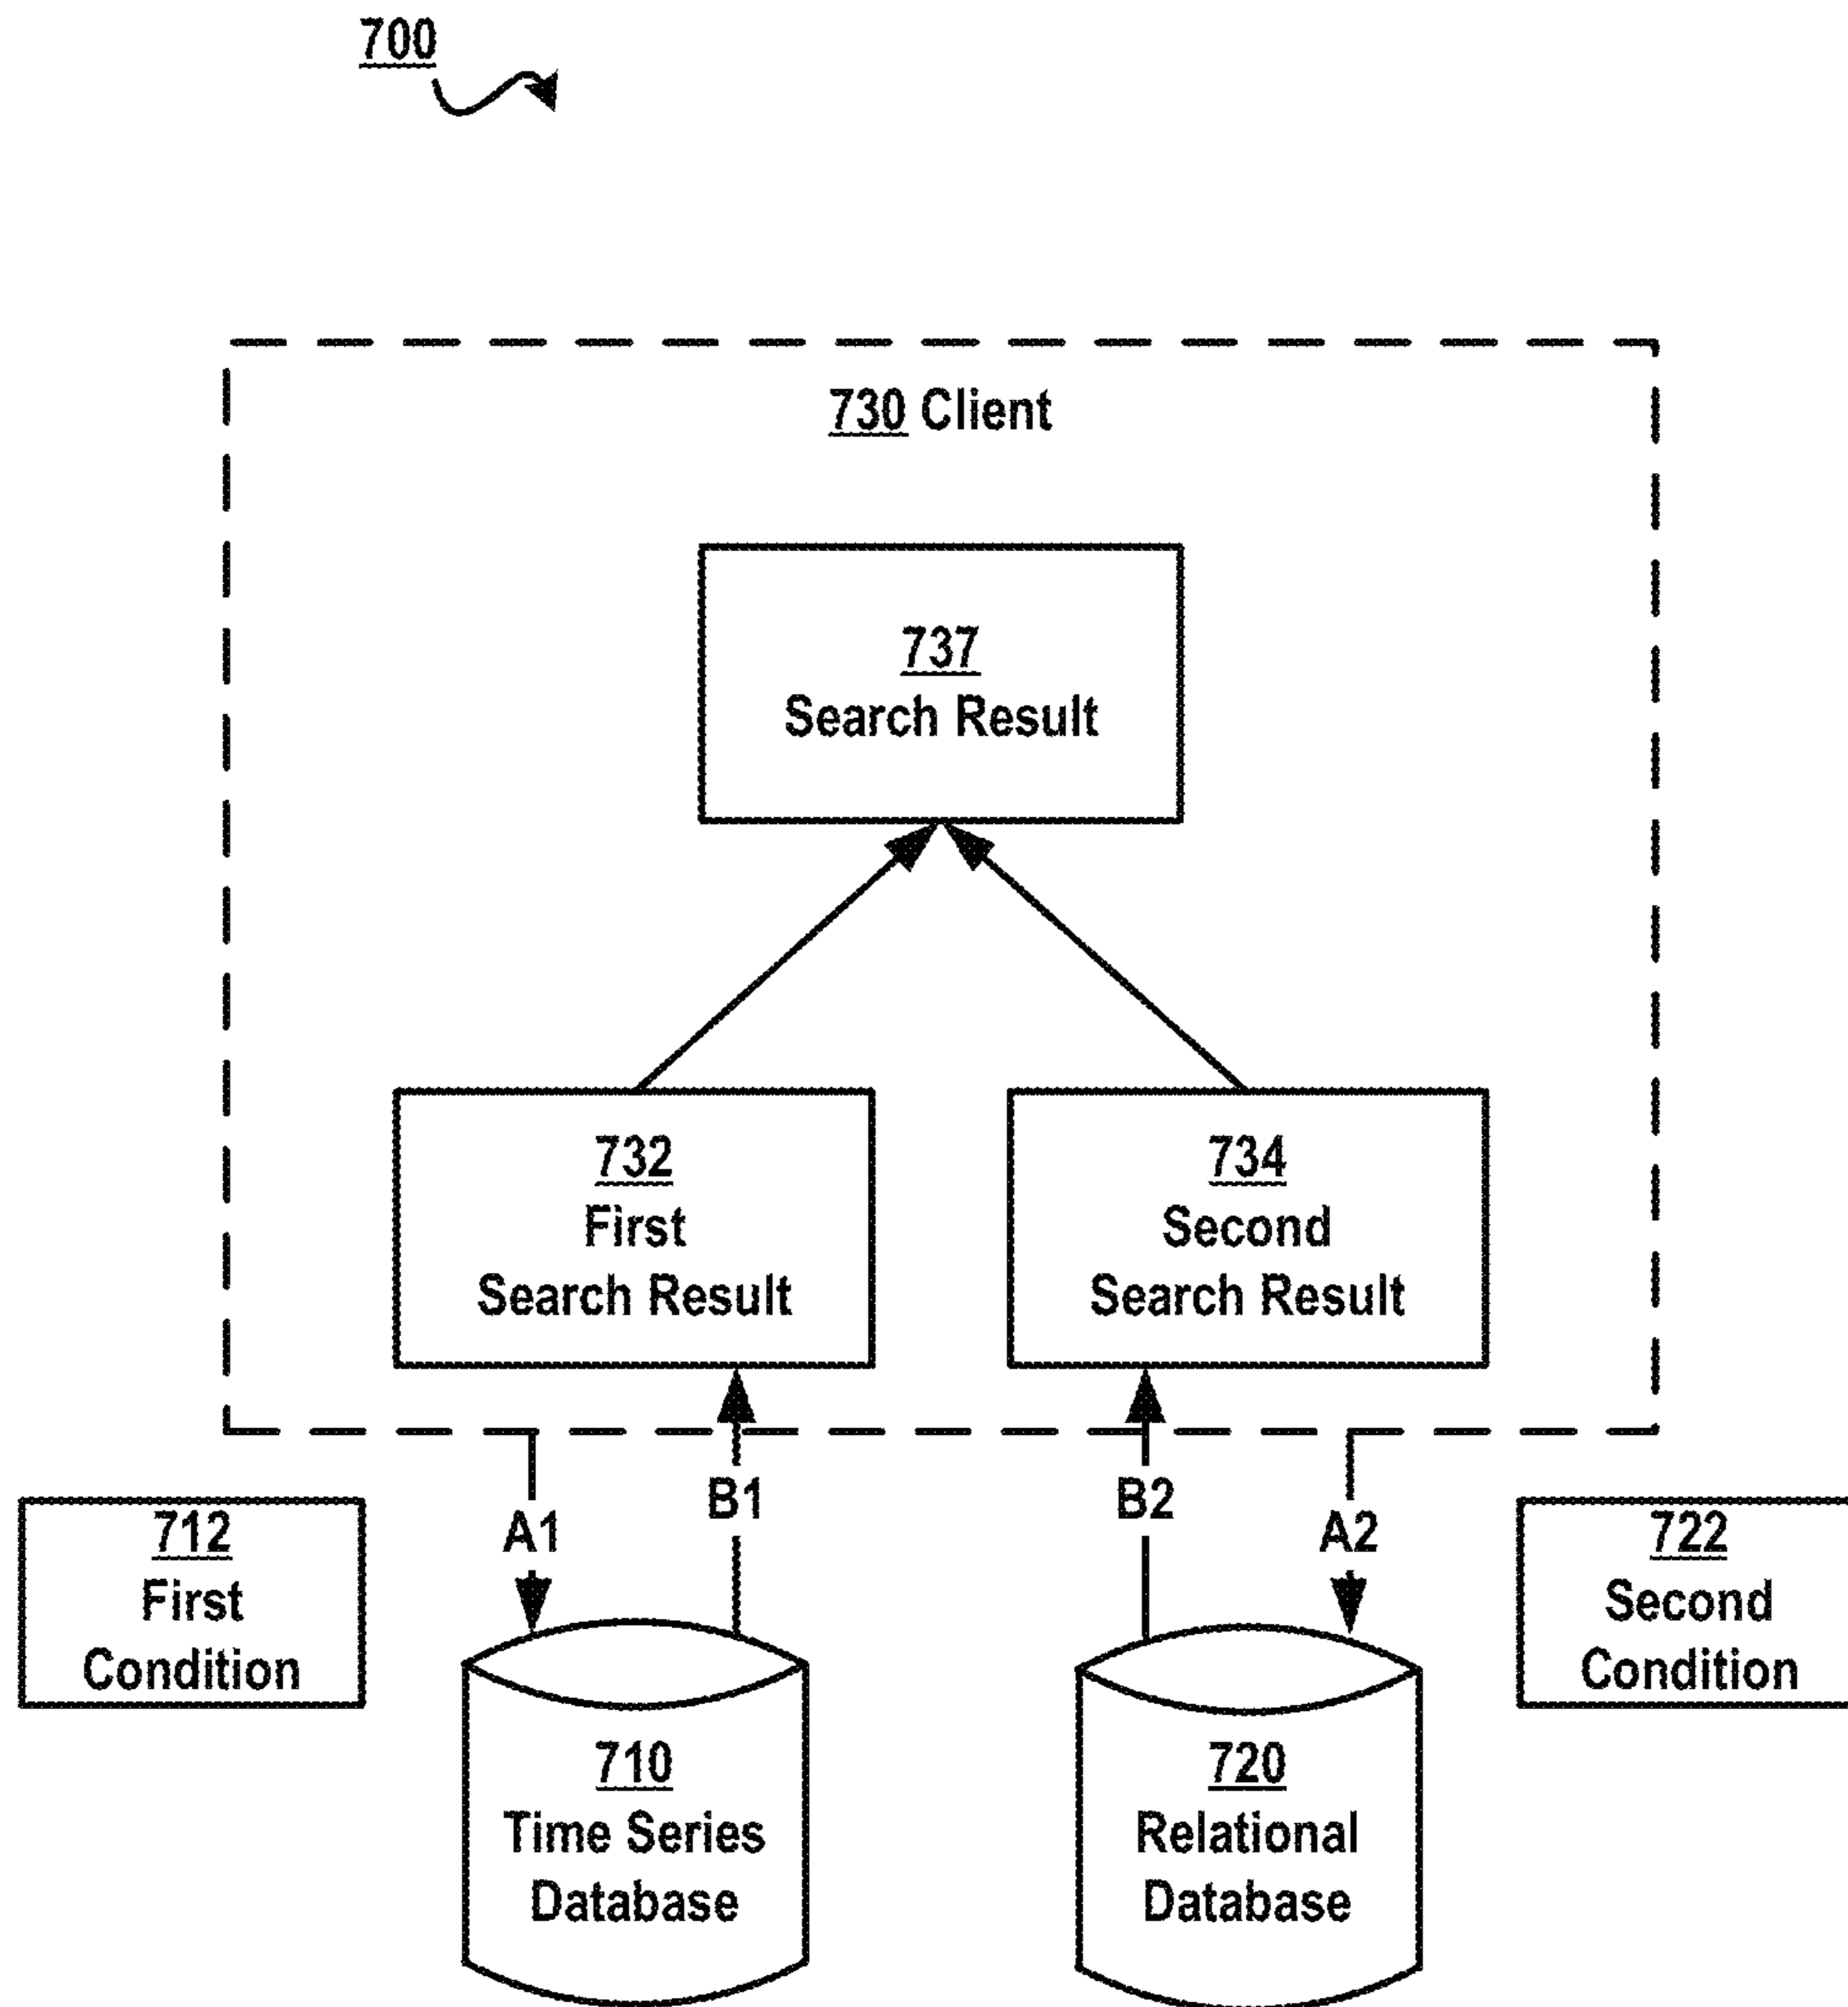 700
730 Client
737
Search Result
732
First
Search Result
734
Second
Search Result
712
First
Condition
A1
B1
B2
A2
722
Second
Condition
710
Time Series
Database
720
Relational
Database